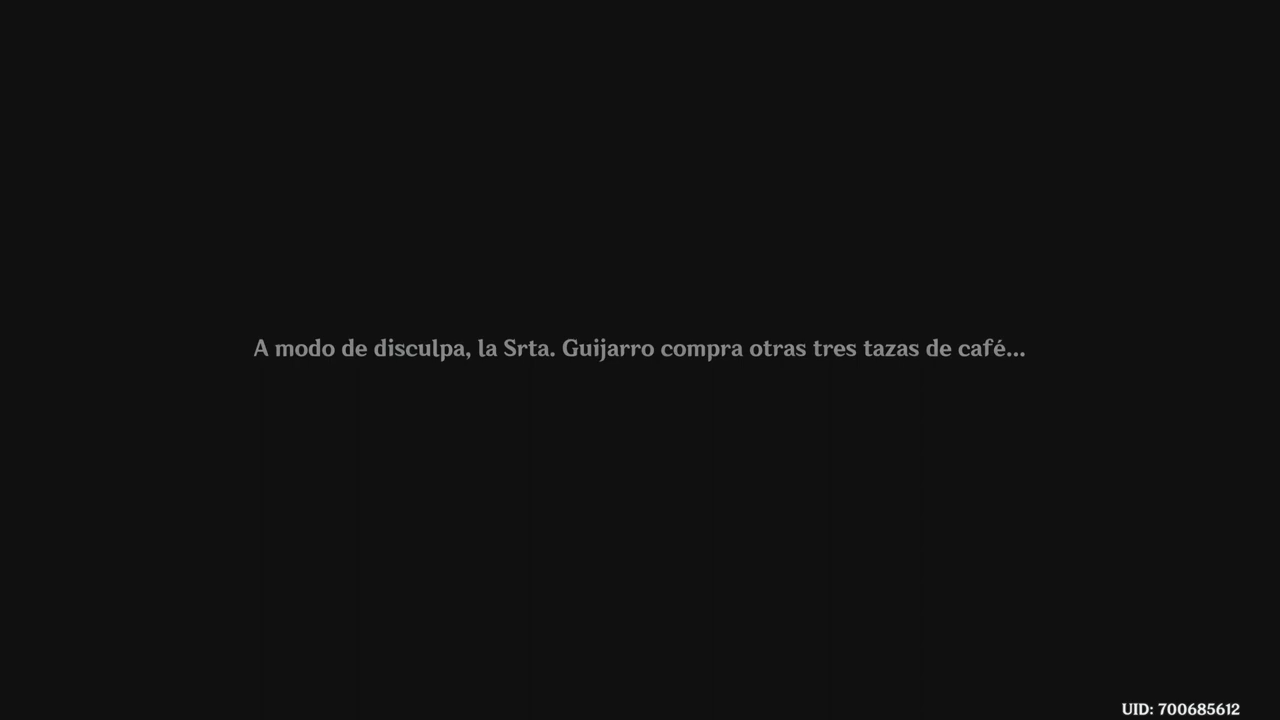 A modo de disculpa, la Srta. Guijarro compra otras tres tazas de café...
UID: 700685612